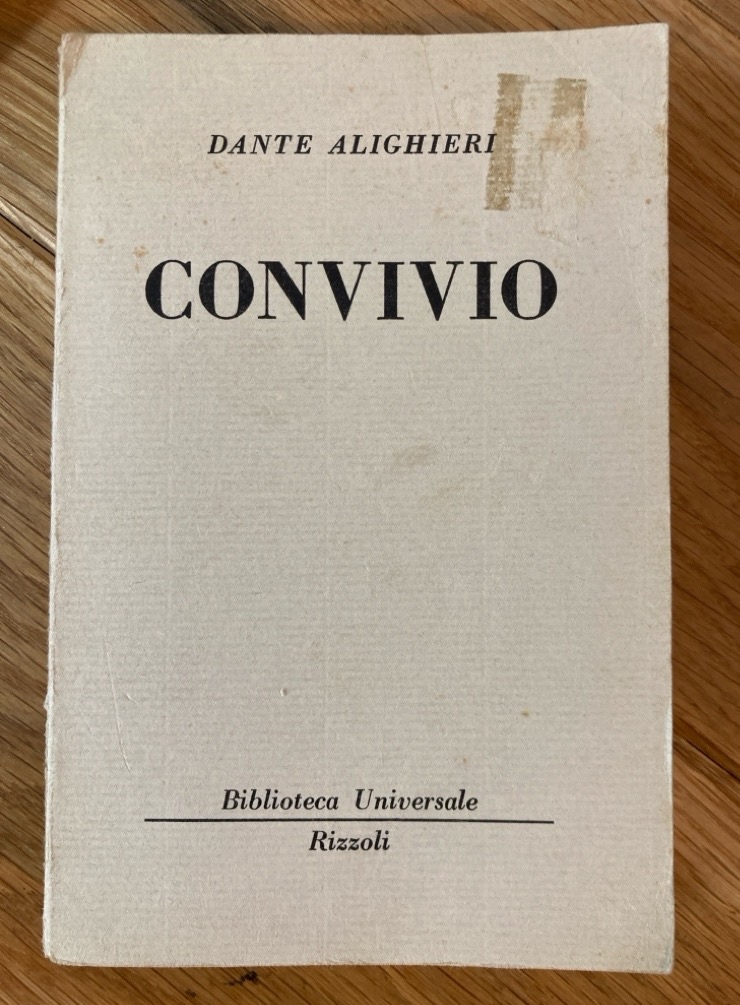 DANTE ALIGHIERI
CONVIVIO
Biblioteca Universale
Rizzoli